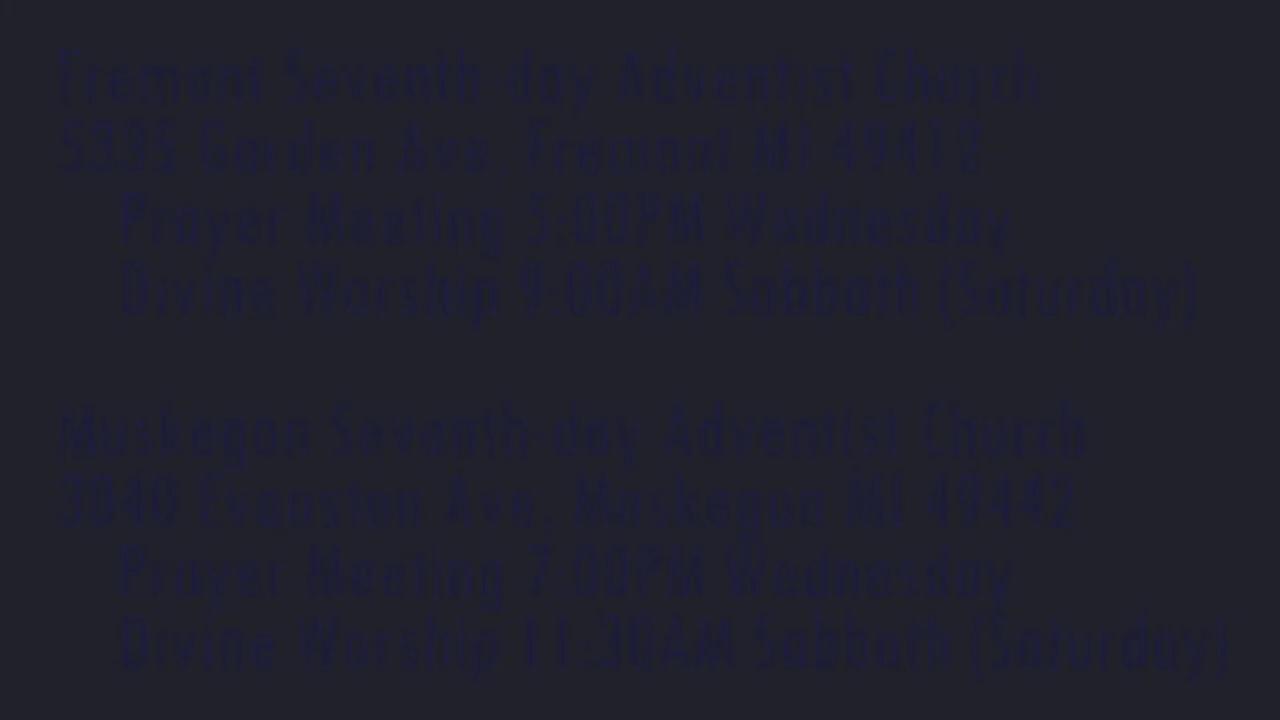 Fremont Seventh-day Adventist Church
5335 Garden Ave. Fremont MI 49412
Prayer Meeting 5:00PM Wednesday
Divine Worship 9:00AM Sabbath (Saturday)
Muskegon Seventh-day Adventist Church
3840 Evanston Ave. Muskegon MI 49442
Prayer Meeting 7:00PM Wednesday
Divine Worship 11:30AM Sabbath (Saturday)